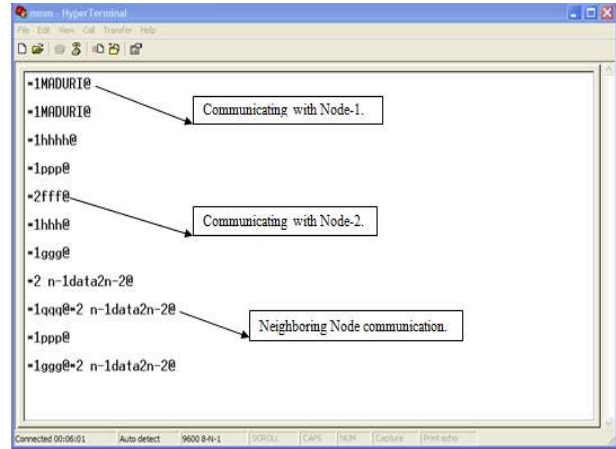 mmm - HyperTerminal
File Edit View Call Transfer Help
*1MADURI@
*1MADURI@
Communicating with Node-1.
*1hhhh@
*1ppp@
*2fff@
*1hhh@
Communicating with Node-2.
*1ggg@
*2 n-1data2n-2@
*1qqq@*2 n-1data2n-2@
Neighboring Node communication.
*1ppp@
*1ggg@*2 n-1data2n-2@
Connected 00:06:01 Auto detect 9600 8-N-1 SCROLL CAPS NUM Capture Print echo